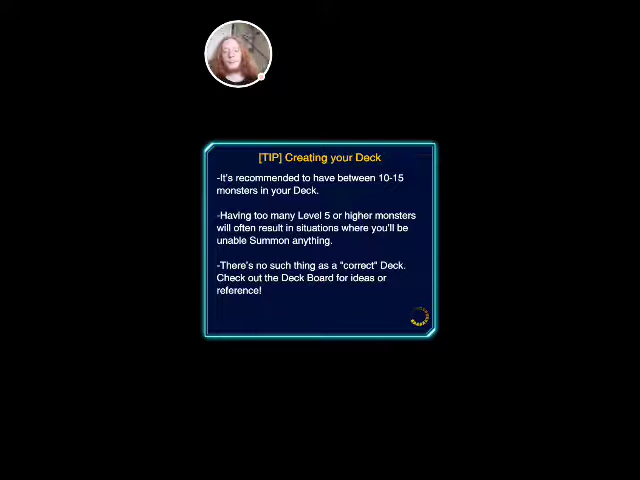 [TIP] Creating your Deck
-It's recommended to have between 10-15
monsters in your Deck.
-Having too many Level 5 or higher monsters
will often result in situations where you'll be
unable Summon anything.
-There's no such thing as a "correct" Deck.
Check out the Deck Board for ideas or
reference!